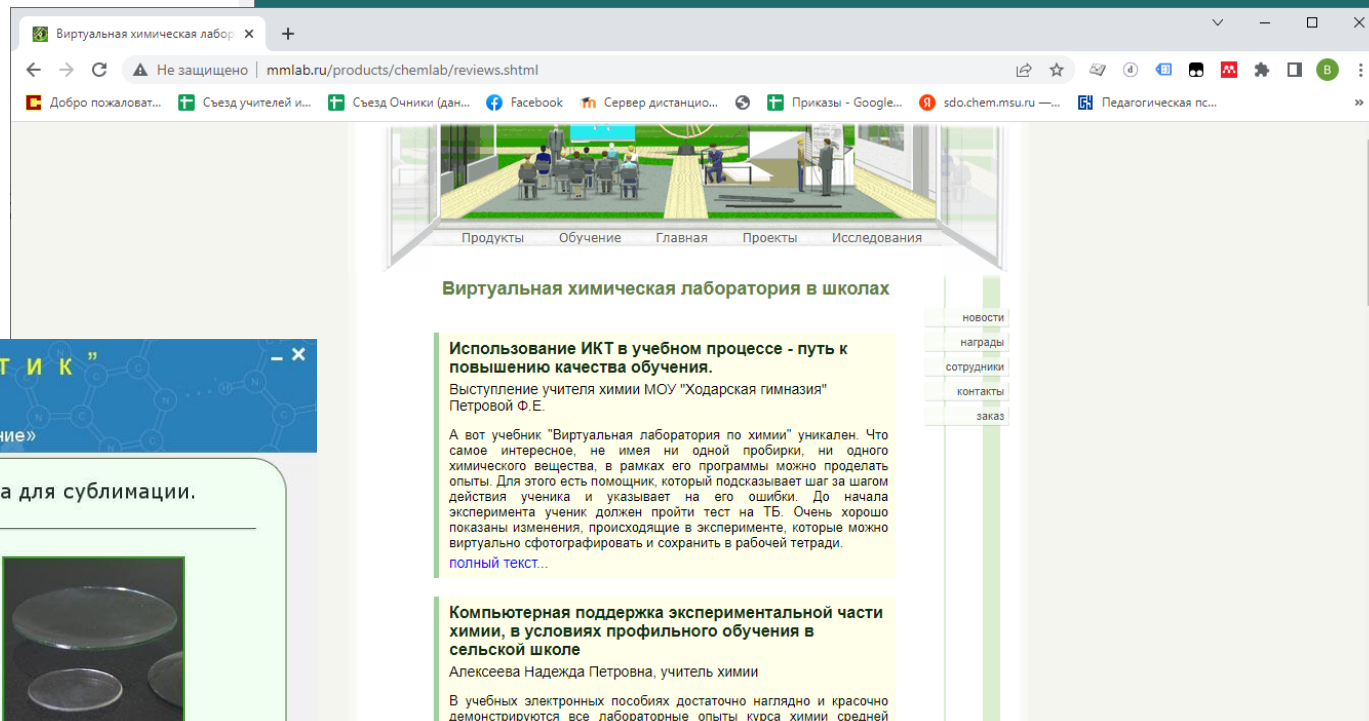 Виртуальная химическая лабор
Не защищено | mmlab.ru/products/chemlab/reviews.shtml
B
Добро пожаловат... Съезд учителей и... Съезд Очники (дан... Facebook Сервер дистанцио... Приказы - Google... sdo.chem.msu.ru —... Педагогическая пс... »
Продукты Обучение Главная Проекты Исследования
Виртуальная химическая лаборатория в школах
новости
награды
сотрудники
контакты
заказ
Использование ИКТ в учебном процессе - путь к
повышению качества обучения.
Выступление учителя химии МОУ "Ходарская гимназия"
Петровой Ф.Е.
А вот учебник "Виртуальная лаборатория по химии" уникален. Что
самое интересное, не имея ни одной пробирки, ни одного
химического вещества, в рамках его программы можно проделать
опыты. Для этого есть помощник, который подсказывает шаг за шагом
действия ученика и указывает на его ошибки. До начала
эксперимента ученик должен пройти тест на ТБ. Очень хорошо
показаны изменения, происходящие в эксперименте, которые можно
виртуально сфотографировать и сохранить в рабочей тетради.
полный текст...
Компьютерная поддержка экспериментальной части
химии, в условиях профильного обучения в
сельской школе
Алексеева Надежда Петровна, учитель химии
В учебных электронных пособиях достаточно наглядно и красочно
демонстрируются все лабораторные опыты курса химии средней
Т И К "
ние»
а для сублимации.